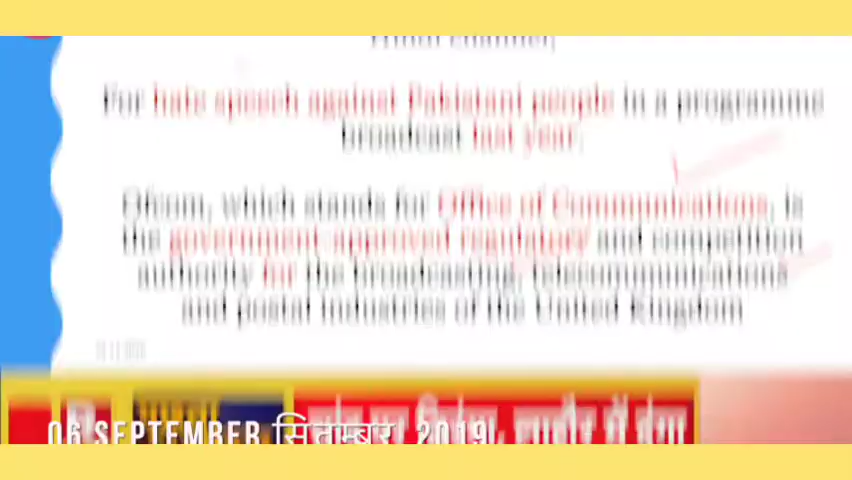 For hate speech against Pakistani people in a programme
broadcast last year.
Ofcom, which stands for Office of Communications, is
the government-approved regulatory and competition
authority for the broadcasting, telecommunications
and postal industries of the United Kingdom
06 SEPTEMBER सितम्बर 2019